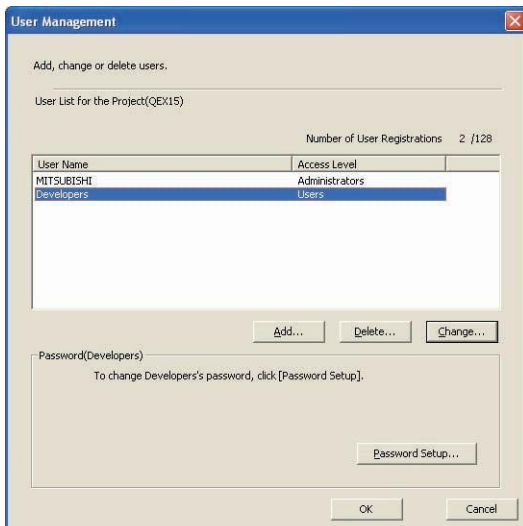 User Management
Add, change or delete users.
User List for the Project(QEX15)
Number of User Registrations 2 /128
User Name Access Level
MITSUBISHI Administrators
Developers Users
Add... Delete... Change...
Password(Developers)
To change Developers's password, click [Password Setup].
Password Setup...
OK Cancel